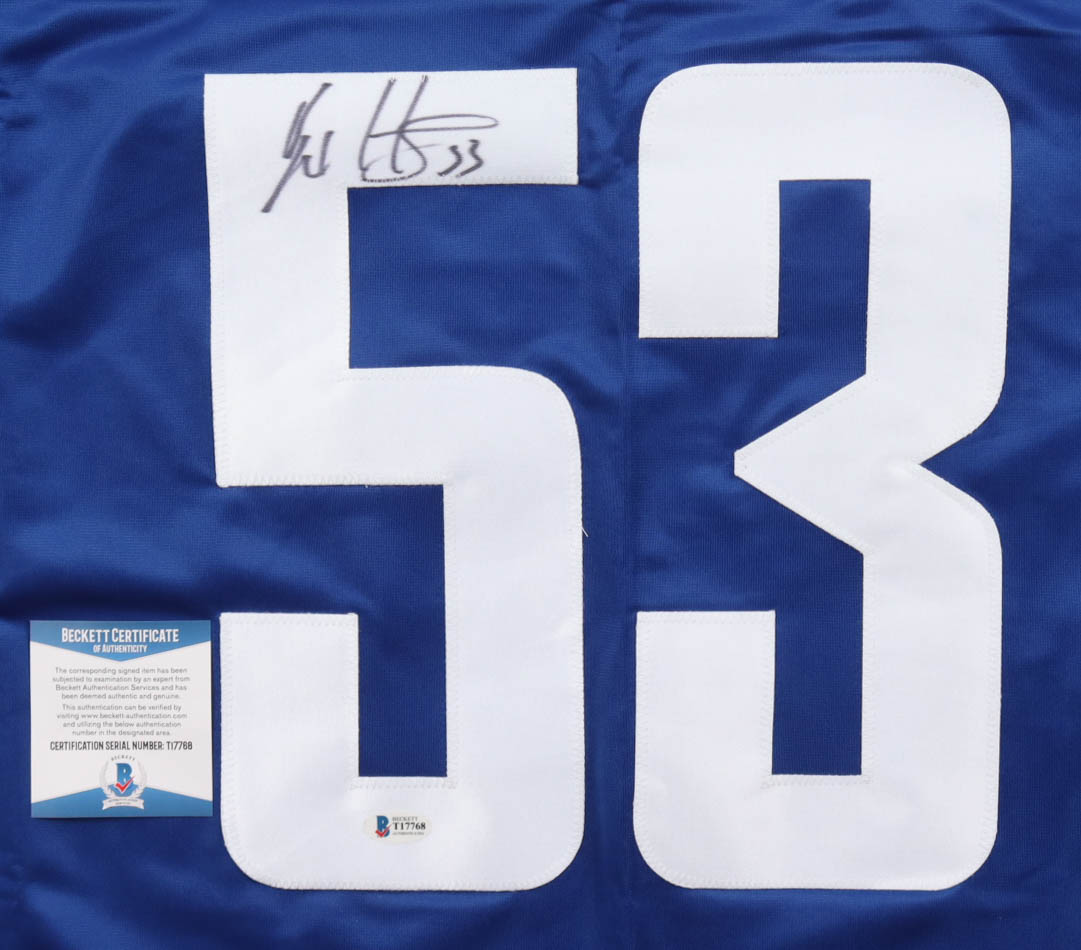 53
53
BECKETT CERTIFICATE
OF AUTHENTICITY
The corresponding signed item has been
subjected to examination by an expert from
Beckett Authentication Services and has
been deemed authentic and genuine.
This authentication can be verified by
visiting www.beckett-authentication.com
and utilizing the below authentication
number in the designated area.
CERTIFICATION SERIAL NUMBER: T17768
BECKETT
B
BECKETT
B T17768